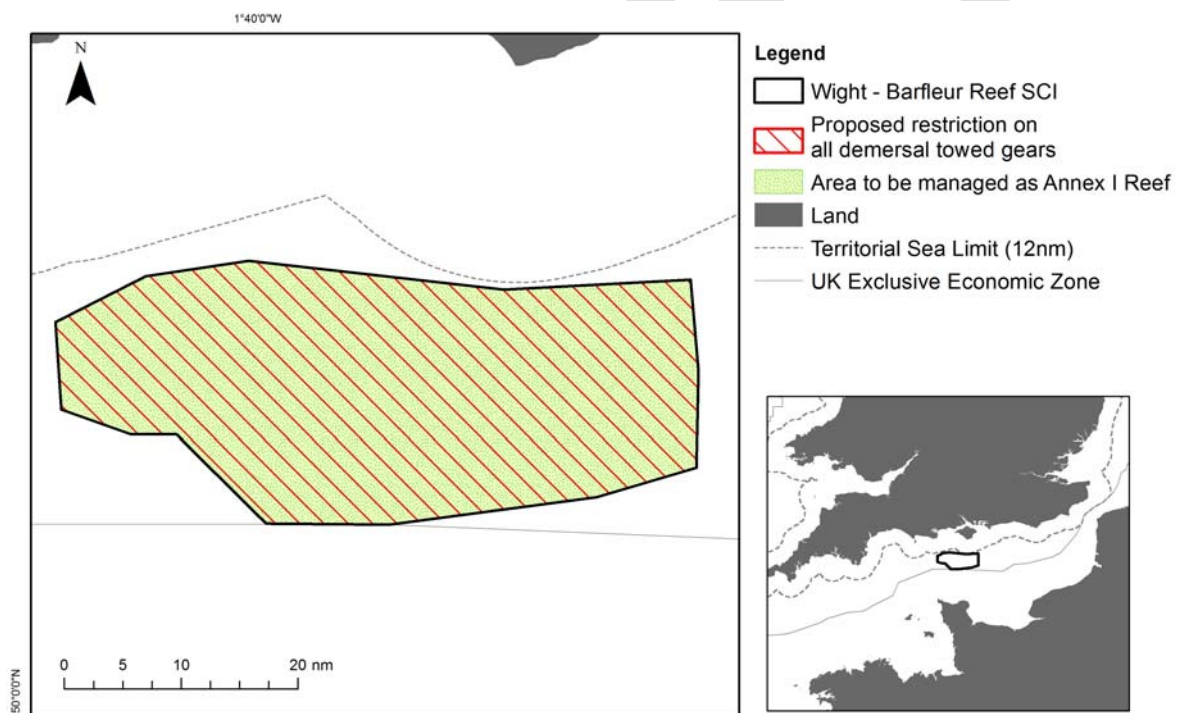 1°40'0"W
N
Legend
Wight - Barfleur Reef SCI
Proposed restriction on
all demersal towed gears
Area to be managed as Annex I Reef
Land
Territorial Sea Limit (12nm)
UK Exclusive Economic Zone
0 5 10 20 nm
50°0'0"N